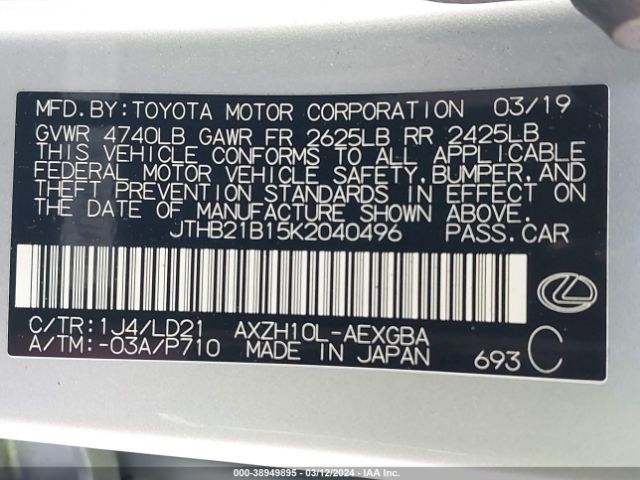 MFD.BY:TOYOTA MOTOR CORPORATION 03/19
GVWR 4740LB GAWR FR 2625LB RR 2425LB
THIS VEHICLE CONFORMS TO ALL APPLICABLE
FEDERAL MOTOR VEHICLE SAFETY,BUMPER,AND
THEFT PREVENTION STANDARDS IN EFFECT ON
THE DATE OF MANUFACTURE SHOWN ABOVE.
JTHB21B15K2040496 PASS.CAR
C/TR:1J4/LD21 AXZH10L-AEXGBA
A/TM:-03A/P710 MADE IN JAPAN 693 C
000-38949895 - 03/12/2024 - IAA Inc.